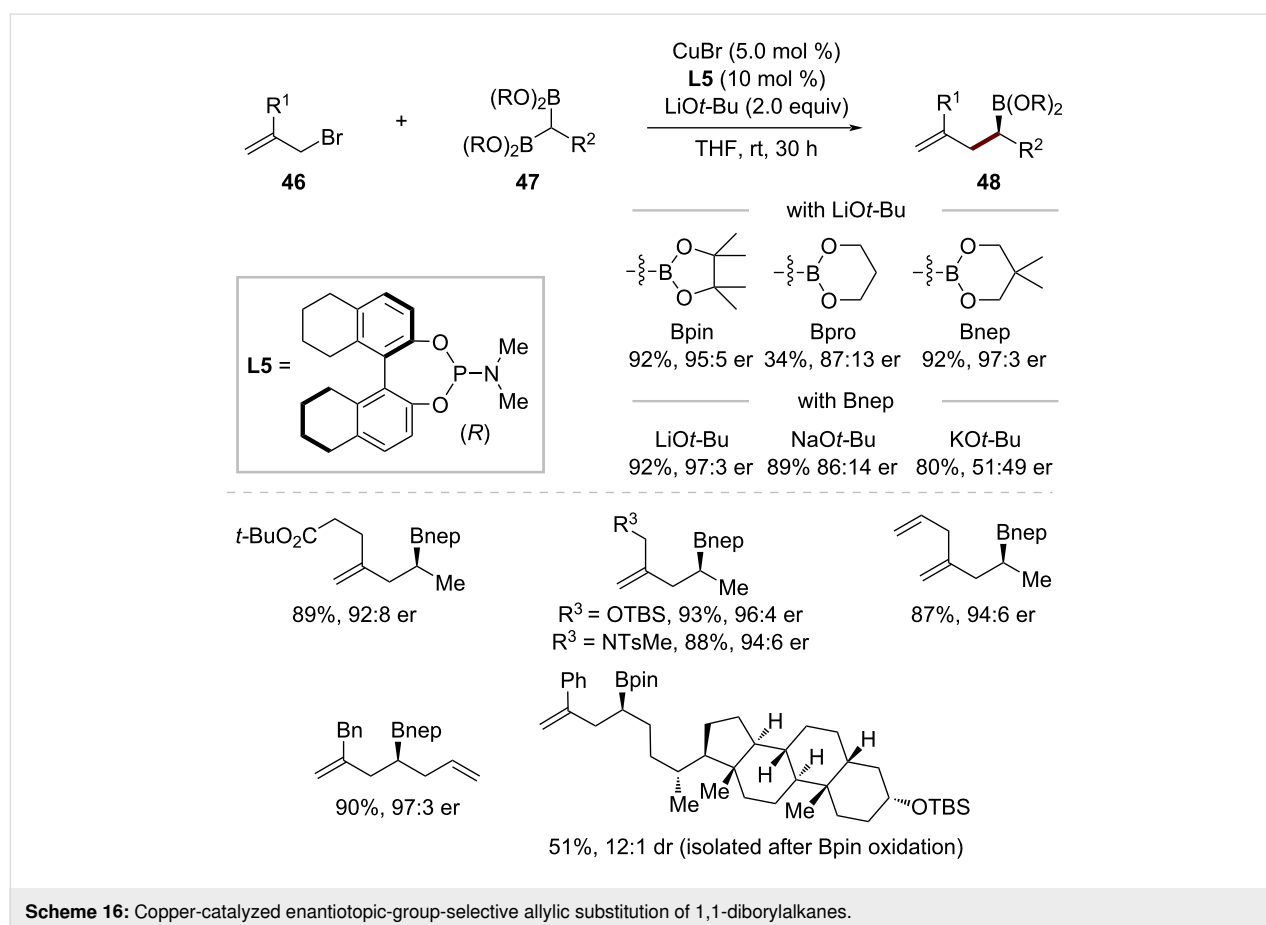 CuBr (5.0 mol %)
L5 (10 mol %)
LiOt-Bu (2.0 equiv)
THF, rt, 30 h
R1
Br
46
+
(RO)2B
(RO)2B
R2
47
R1
B(OR)2
R2
48
with LiOt-Bu
B
O
O
Bpin
92%, 95:5 er
B
O
O
Bpro
34%, 87:13 er
B
O
O
Bnep
92%, 97:3 er
with Bnep
LiOt-Bu
92%, 97:3 er
NaOt-Bu
89% 86:14 er
KOt-Bu
80%, 51:49 er
L5 =
O
O
P
N
Me
Me
(R)
t-BuO2C
Bnep
Me
89%, 92:8 er
R3
Bnep
Me
R3 = OTBS, 93%, 96:4 er
R3 = NTsMe, 88%, 94:6 er
Bnep
Me
87%, 94:6 er
Bn
Bnep
90%, 97:3 er
Ph
Bpin
H
H
H
H
Me
Me
Me
OTBS
51%, 12:1 dr (isolated after Bpin oxidation)
Scheme 16: Copper-catalyzed enantiotopic-group-selective allylic substitution of 1,1-diborylalkanes.